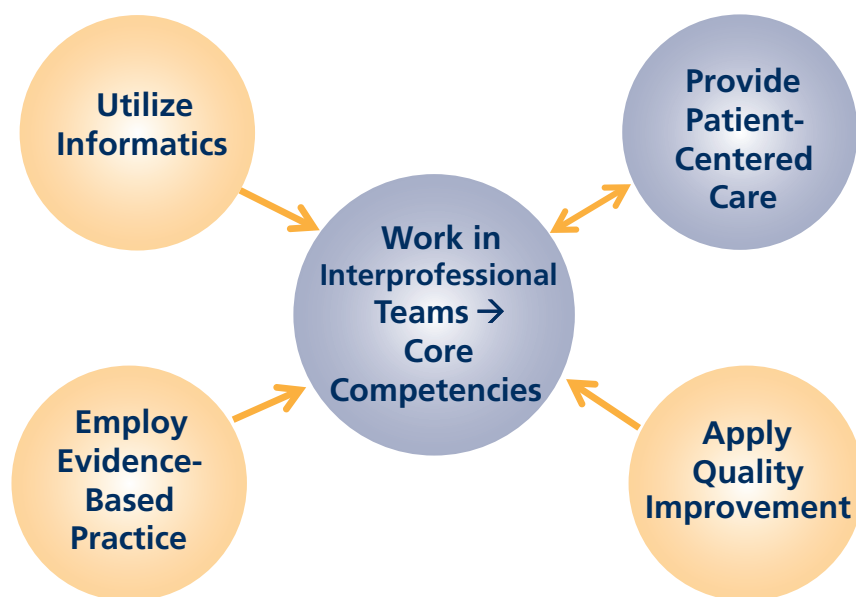 Utilize
Informatics
Provide
Patient-
Centered
Care
Work in
Interprofessional
Teams →
Core
Competencies
Employ
Evidence-
Based
Practice
Apply
Quality
Improvement